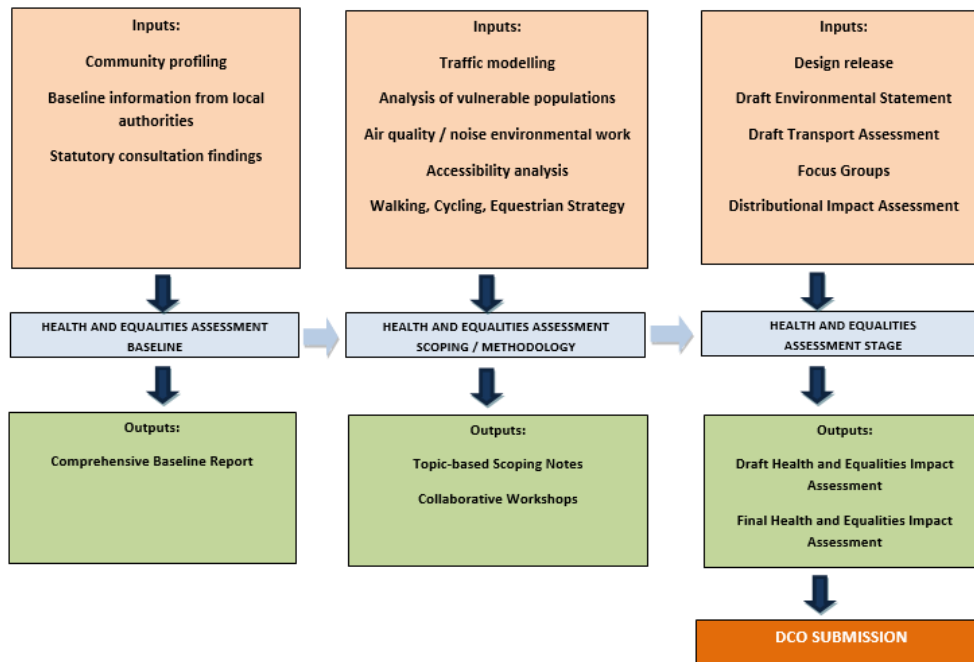 Inputs:
Community profiling
Baseline information from local
authorities
Statutory consultation findings
Inputs:
Traffic modelling
Analysis of vulnerable populations
Air quality / noise environmental work
Accessibility analysis
Walking, Cycling, Equestrian Strategy
Inputs:
Design release
Draft Environmental Statement
Draft Transport Assessment
Focus Groups
Distributional Impact Assessment
HEALTH AND EQUALITIES ASSESSMENT
BASELINE
HEALTH AND EQUALITIES ASSESSMENT
SCOPING / METHODOLOGY
HEALTH AND EQUALITIES
ASSESSMENT STAGE
Outputs:
Comprehensive Baseline Report
Outputs:
Topic-based Scoping Notes
Collaborative Workshops
Outputs:
Draft Health and Equalities Impact
Assessment
Final Health and Equalities Impact
Assessment
DCO SUBMISSION